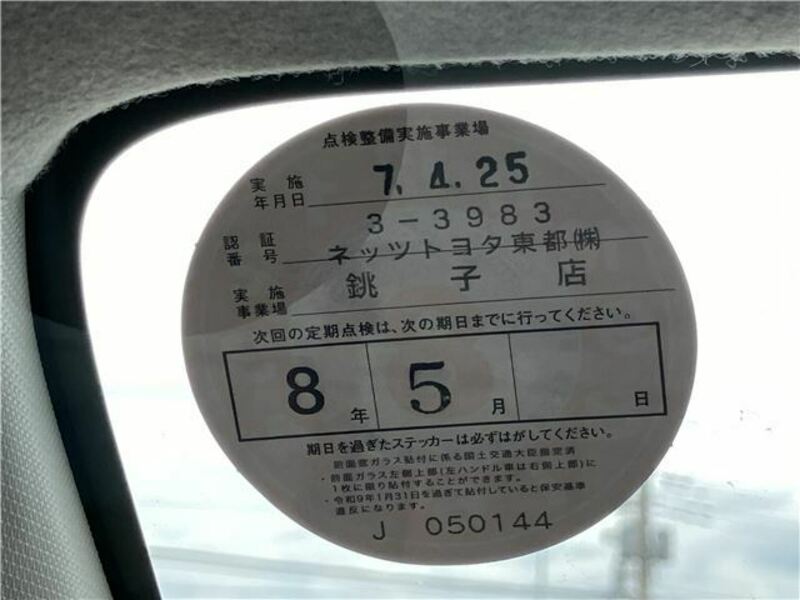 点検整備実施事業場
実施年月日 7.4.25
認証番号 3-3983
ネッツトヨタ東都㈱
実施事業場 銚子店
次回の定期点検は、次の期日までに行ってください。
8年 5月 日
期日を過ぎたステッカーは必ずはがしてください。
前面窓ガラス貼付に係る国土交通大臣指定済
・前面ガラス左側上部(左ハンドル車は右側上部)に
1枚に限り貼付することができます。
・令和9年1月31日を過ぎて貼付していると保安基準
違反になります。
J 050144